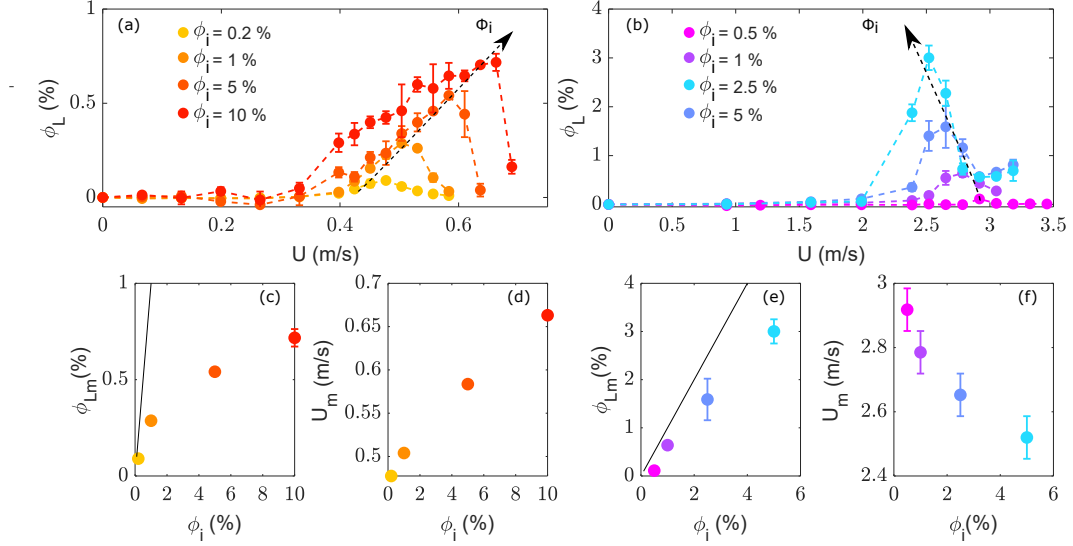 (a)
Φi
ϕi = 0.2 %
ϕi = 1 %
ϕi = 5 %
ϕi = 10 %
1
0.5
0
ϕL (%)
0 0.2 0.4 0.6
U (m/s)
(b)
Φi
ϕi = 0.5 %
ϕi = 1 %
ϕi = 2.5 %
ϕi = 5 %
4
3
2
1
0
ϕL (%)
0 0.5 1 1.5 2 2.5 3 3.5
U (m/s)
(c)
1
0.5
0
ϕLm(%)
0 2 4 6 8 10
ϕi (%)
(d)
0.7
0.65
0.6
0.55
0.5
Um (m/s)
0 2 4 6 8 10
ϕi (%)
(e)
4
3
2
1
0
ϕLm(%)
0 2 4 6
ϕi (%)
(f)
3
2.8
2.6
2.4
Um (m/s)
0 2 4 6
ϕi(%)